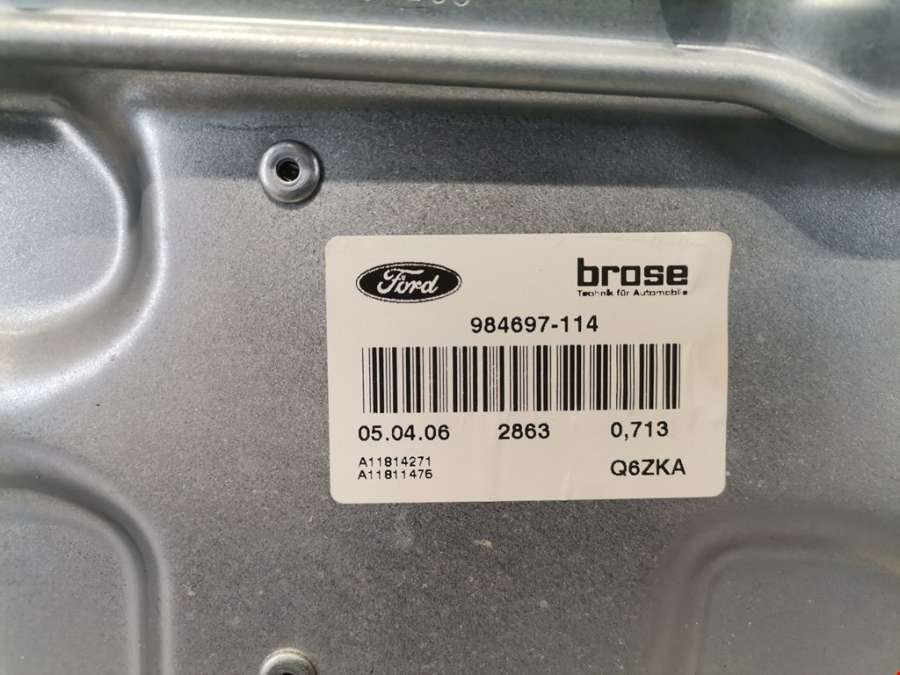 Ford
brose
Technik für Automobile
984697-114
05.04.06 2863 0,713
A11814271
A11811476
Q6ZKA